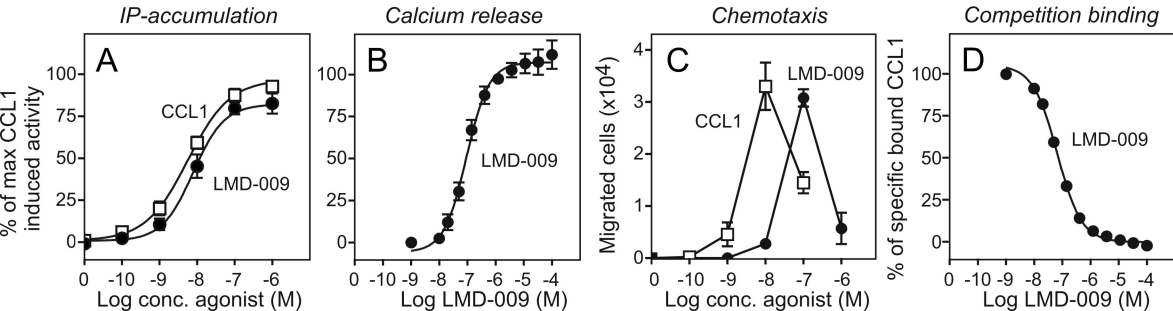 IP-accumulation
Calcium release
Chemotaxis
Competition binding
A
B
C
D
% of max CCL1
induced activity
100
75
50
25
0
CCL1
LMD-009
0 -10 -9 -8 -7 -6
Log conc. agonist (M)
100
75
50
25
0
LMD-009
0 -10 -9 -8 -7 -6 -5 -4
Log LMD-009 (M)
Migrated cells (x10⁴)
4
3
2
1
0
CCL1
LMD-009
0 -10 -9 -8 -7 -6
Log conc. agonist (M)
% of specific bound CCL1
100
75
50
25
0
LMD-009
0 -10 -9 -8 -7 -6 -5 -4
Log LMD-009 (M)